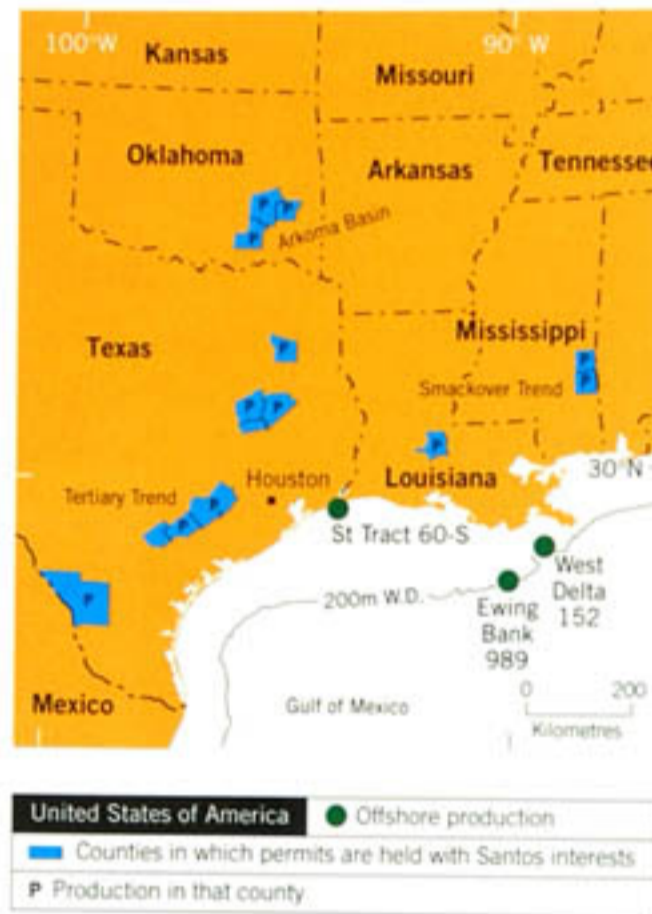 100°W
90° W
Kansas
Missouri
Oklahoma
Arkansas
Tennessee
P
P
P
Arkoma Basin
Texas
P
Mississippi
P
P
Smackover Trend
P
P
P
Louisiana
30°N
Houston
Tertiary Trend
P
P
St Tract 60-S
West
Delta
152
P
200m W.D.
Ewing
Bank
989
0 200
Kilometres
Mexico
Gulf of Mexico
United States of America
Offshore production
Counties in which permits are held with Santos interests
P Production in that county